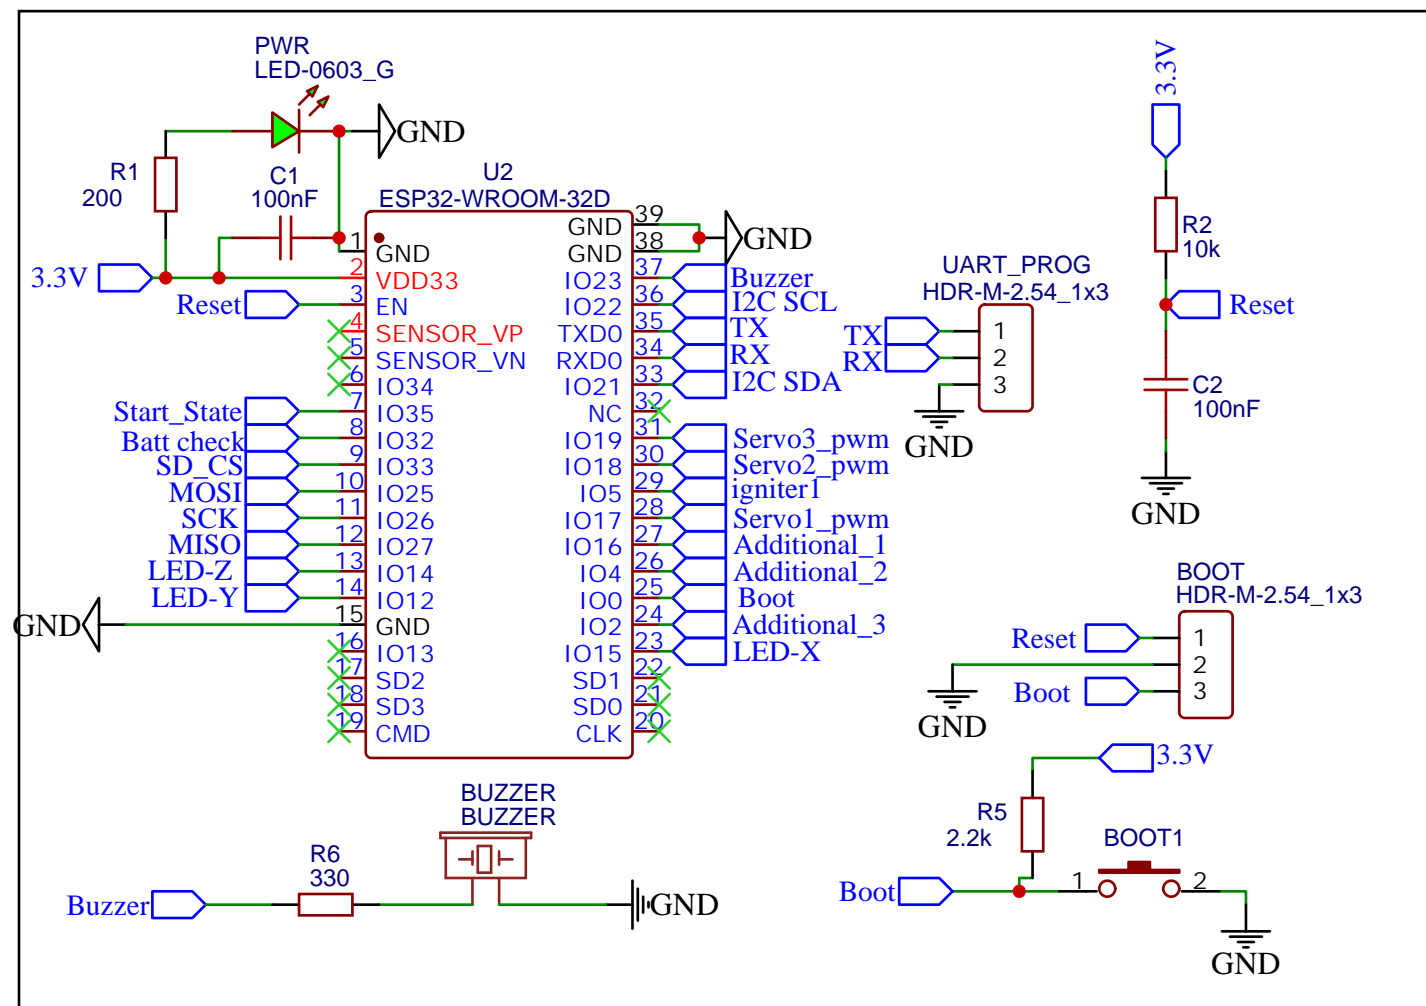 PWR
LED-0603_G
GND
R1
200
C1
100nF
3.3V
U2
ESP32-WROOM-32D
1
GND
2
VDD33
3
EN
Reset
4
SENSOR_VP
5
SENSOR_VN
6
IO34
Start_State
7
IO35
Batt check
8
IO32
SD_CS
9
IO33
MOSI
10
IO25
SCK
11
IO26
MISO
12
IO27
LED-Z
13
IO14
LED-Y
14
IO12
GND
15
GND
16
IO13
17
SD2
18
SD3
19
CMD
GND
39
GND
38
GND
IO23
37
Buzzer
IO22
36
I2C SCL
TXD0
35
TX
RXD0
34
RX
IO21
33
I2C SDA
NC
32
IO19
31
Servo3_pwm
IO18
30
Servo2_pwm
IO5
29
igniter1
IO17
28
Servo1_pwm
IO16
27
Additional_1
IO4
26
Additional_2
IO0
25
Boot
IO2
24
Additional_3
IO15
23
LED-X
SD1
22
SD0
21
CLK
20
UART_PROG
HDR-M-2.54_1x3
TX
1
RX
2
3
GND
3.3V
R2
10k
Reset
C2
100nF
GND
BOOT
HDR-M-2.54_1x3
Reset
1
2
Boot
3
GND
3.3V
R5
2.2k
BOOT1
Boot
1
2
GND
BUZZER
BUZZER
R6
330
Buzzer
GND